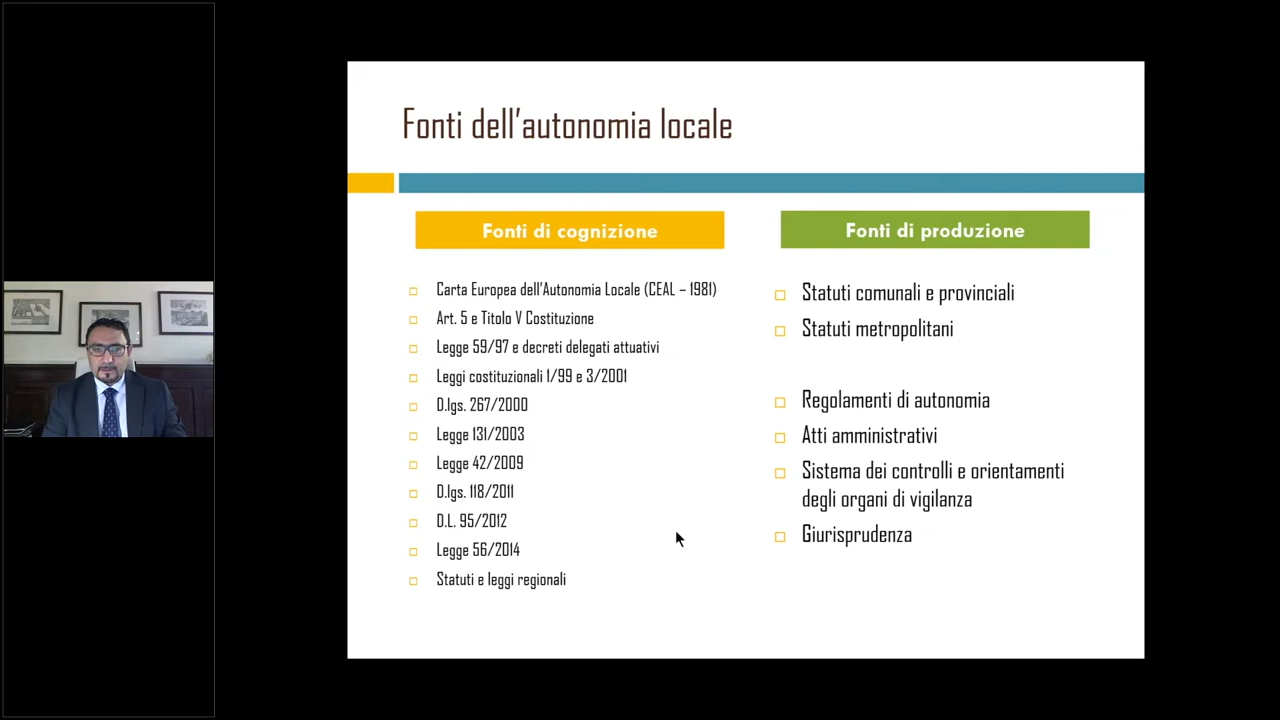 Fonti dell'autonomia locale
Fonti di cognizione
Carta Europea dell'Autonomia Locale (CEAL – 1981)
Art. 5 e Titolo V Costituzione
Legge 59/97 e decreti delegati attuativi
Leggi costituzionali 1/99 e 3/2001
D.lgs. 267/2000
Legge 131/2003
Legge 42/2009
D.lgs. 118/2011
D.L. 95/2012
Legge 56/2014
Statuti e leggi regionali
Fonti di produzione
Statuti comunali e provinciali
Statuti metropolitani
Regolamenti di autonomia
Atti amministrativi
Sistema dei controlli e orientamenti
degli organi di vigilanza
Giurisprudenza